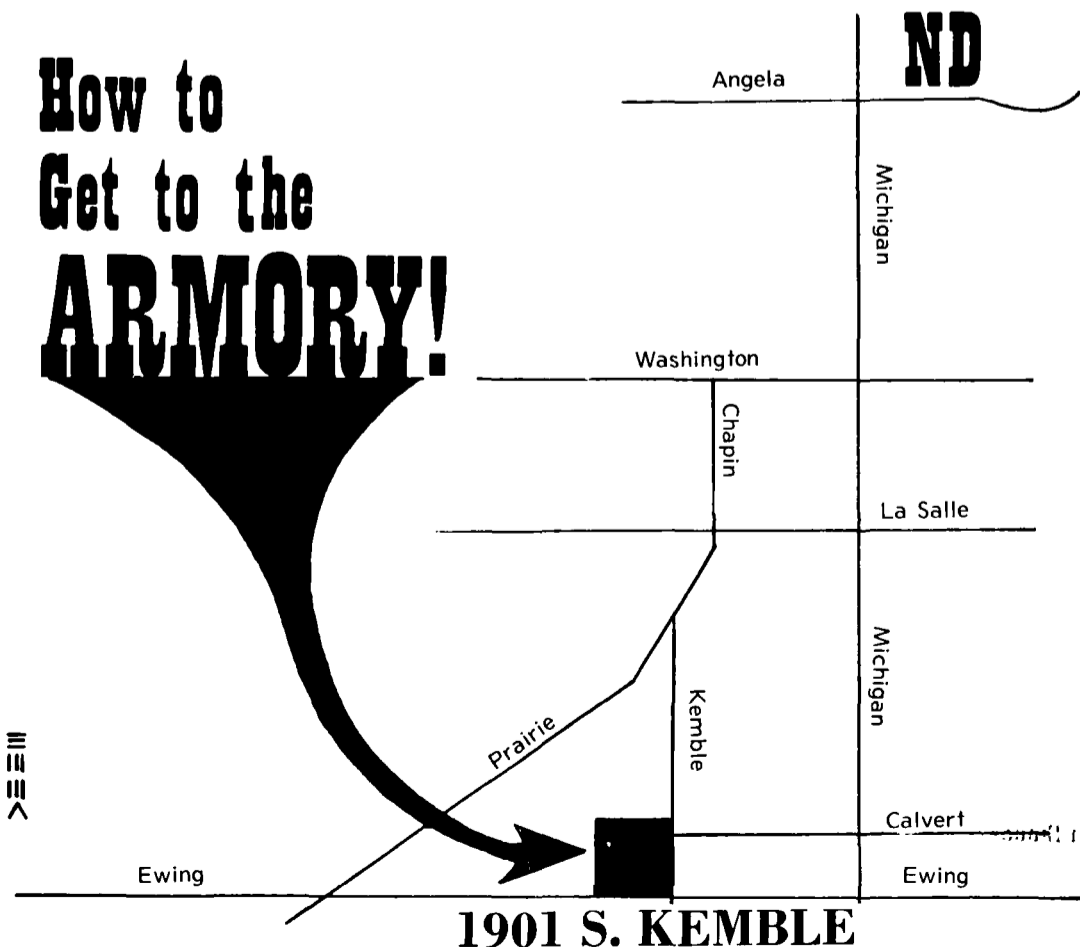 How to
Get to the
ARMORY!
ND
Angela
Michigan
Washington
Chapin
La Salle
Michigan
Kemble
Prairie
Calvert
Ewing
Ewing
1901 S. KEMBLE